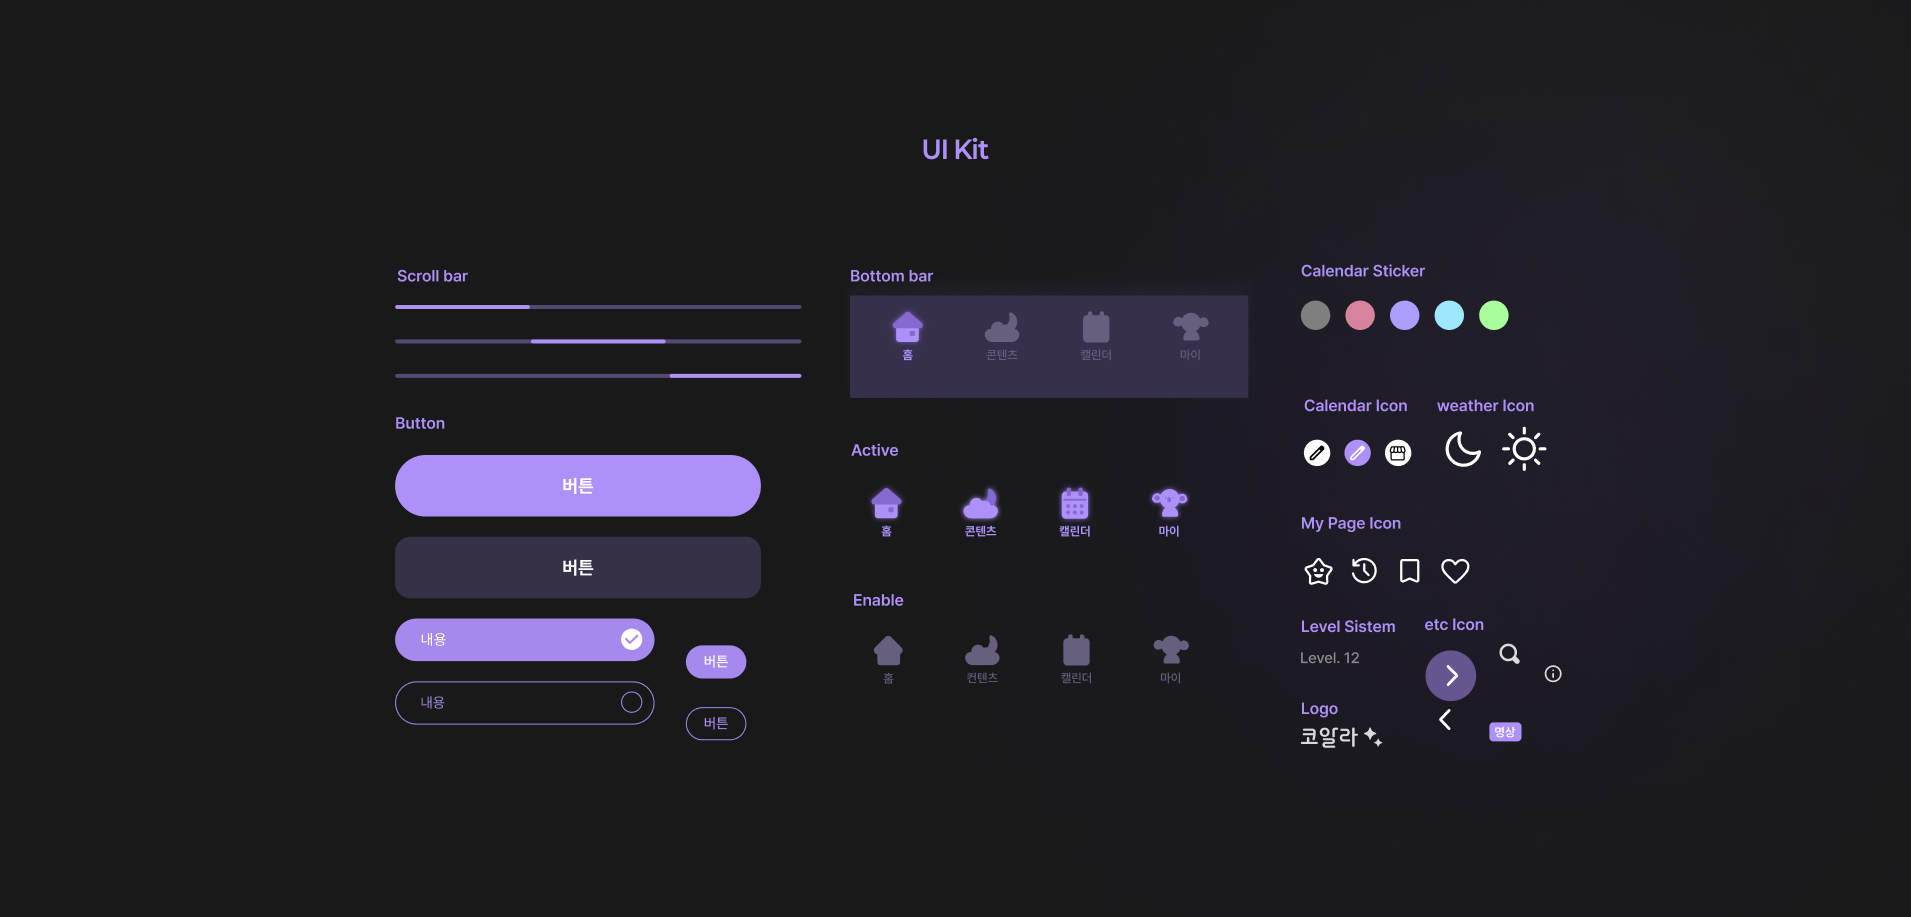 UI Kit
Scroll bar
Button
버튼
버튼
내용
내용
버튼
버튼
Bottom bar
홈
콘텐츠
캘린더
마이
Active
홈
콘텐츠
캘린더
마이
Enable
홈
컨텐츠
캘린더
마이
Calendar Sticker
Calendar Icon
weather Icon
My Page Icon
Level Sistem
Level. 12
etc Icon
명상
Logo
코알라